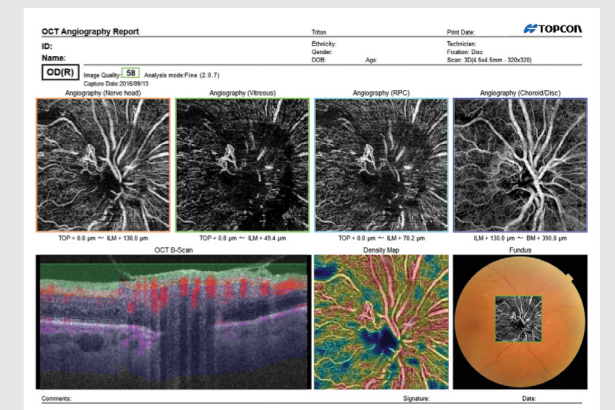 OCT Angiography Report Triton Print Date: TOPCON
ID: Ethnicity: Technician:
Gender: Fixation: Disc
Name: DOB: Age: Scan: 3D(4.5x4.5mm - 320x320)
OD(R) Image Quality: 58 Analysis mode:Fine (2.0.7)
Capture Date:2016/09/13
Angiography (Nerve head) Angiography (Vitreous) Angiography (RPC) Angiography (Choroid/Disc)
TOP + 0.0 µm ～ ILM + 130.0 µm TOP + 0.0 µm ～ ILM + 49.4 µm TOP + 0.0 µm ～ ILM + 70.2 µm ILM + 130.0 µm ～ BM + 390.0 µm
OCT B-Scan Density Map Fundus
Comments: Signature: Date: